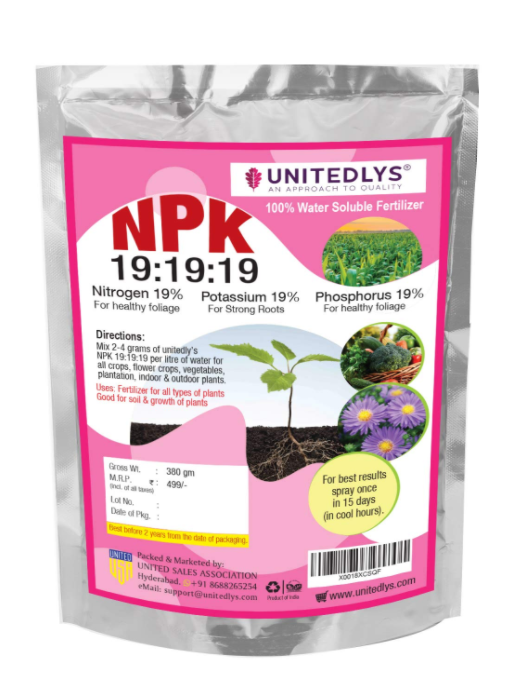 UNITEDLYS®
AN APPROACH TO QUALITY
100% Water Soluble Fertilizer
NPK
19:19:19
Nitrogen 19%
For healthy foliage
Potassium 19%
For Strong Roots
Phosphorus 19%
For healthy foliage
Directions:
Mix 2-4 grams of unitedly's
NPK 19:19:19 per litre of water for
all crops, flower crops, vegetables,
plantation, indoor & outdoor plants.
Uses: Fertilizer for all types of plants
Good for soil & growth of plants
Gross Wt. : 380 gm
M.R.P. ₹ : 499/-
(Incl. of all taxes)
Lot No. :
Date of Pkg. :
Best before 2 years from the date of packaging.
For best results
spray once
in 15 days
(in cool hours).
UNITED
USA
Packed & Marketed by:
UNITED SALES ASSOCIATION
Hyderabad. +91 8688265254
eMail: support@unitedlys.com
Product of India
X0018XCSQF
www.unitedlys.com